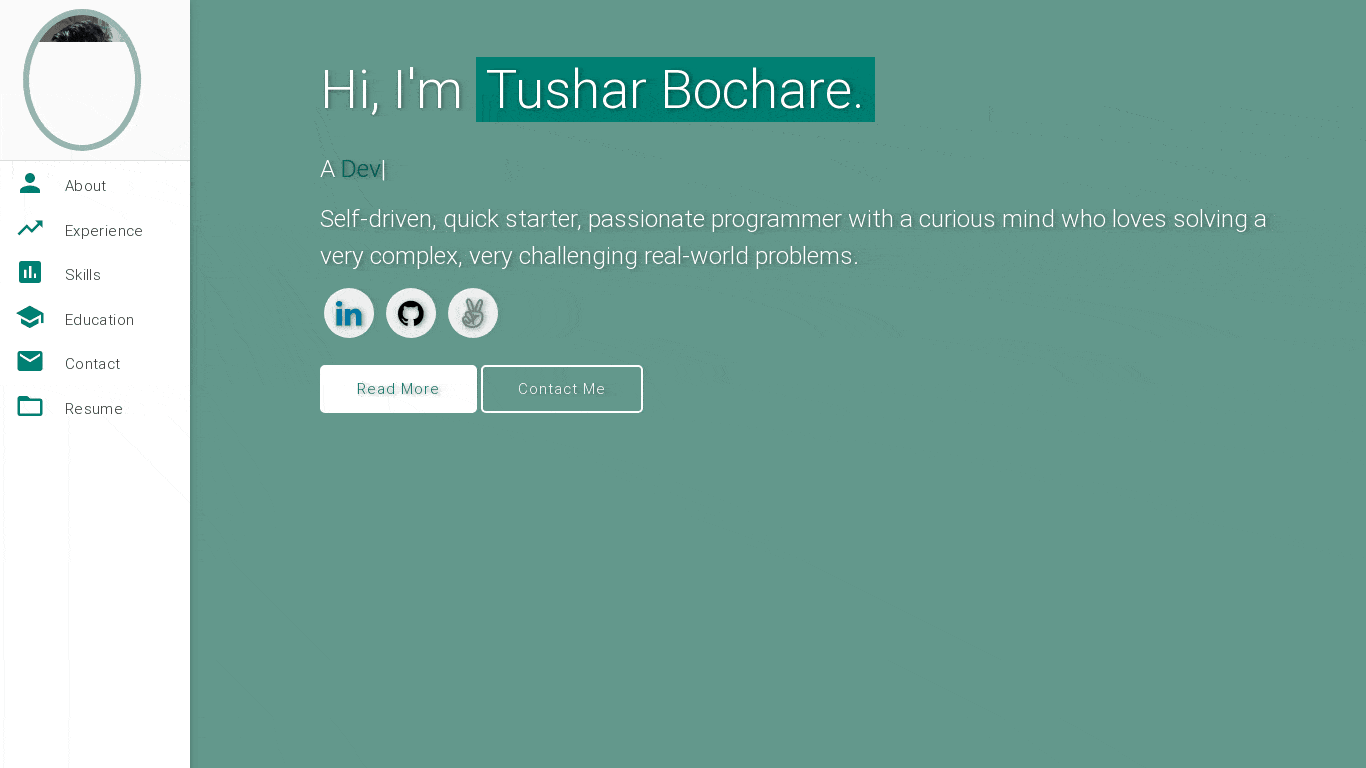 About
Experience
Skills
Education
Contact
Resume
Hi, I'm Tushar Bochare.
A Dev|
Self-driven, quick starter, passionate programmer with a curious mind who loves solving a
very complex, very challenging real-world problems.
in
Read More
Contact Me